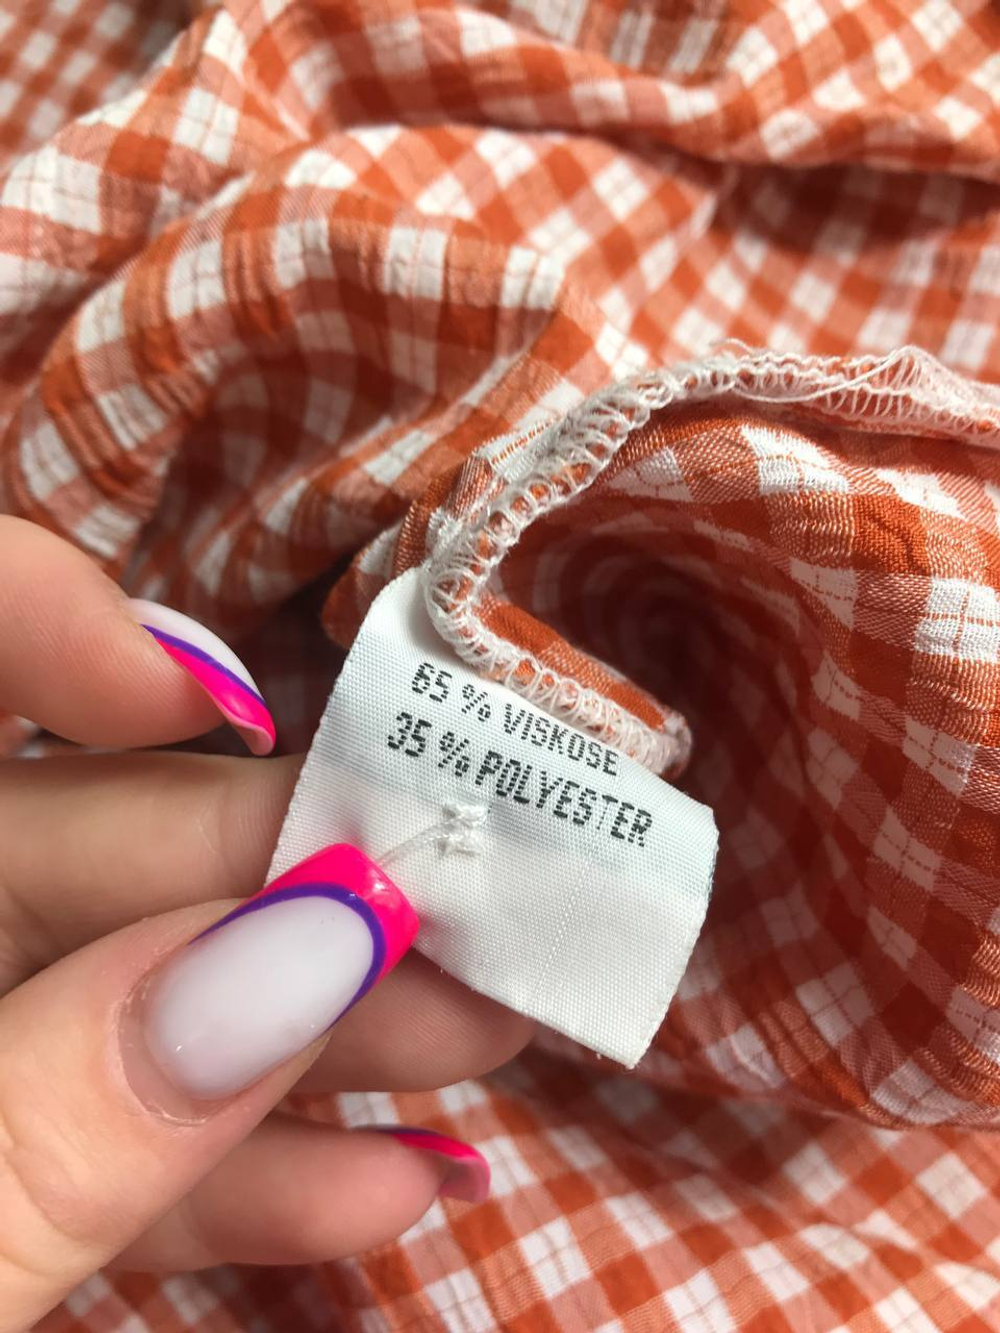 65 % VISKOSE
35 % POLYESTER